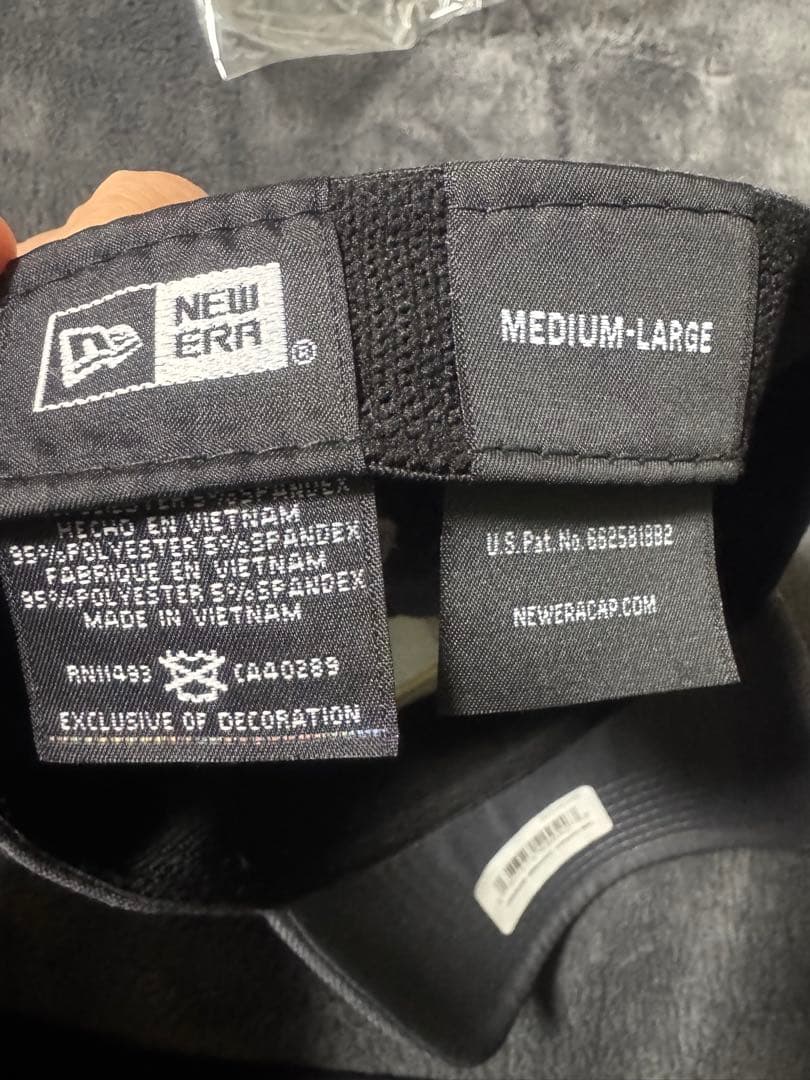 NEW
ERA
®
MEDIUM-LARGE
HECHO EN VIETNAM
95%POLYESTER 5%SPANDEX
FABRIQUE EN VIETNAM
95%POLYESTER 5%SPANDEX
MADE IN VIETNAM
RN11493 CA40289
EXCLUSIVE OF DECORATION
U.S.Pat.No.6625818B2
NEWERACAP.COM